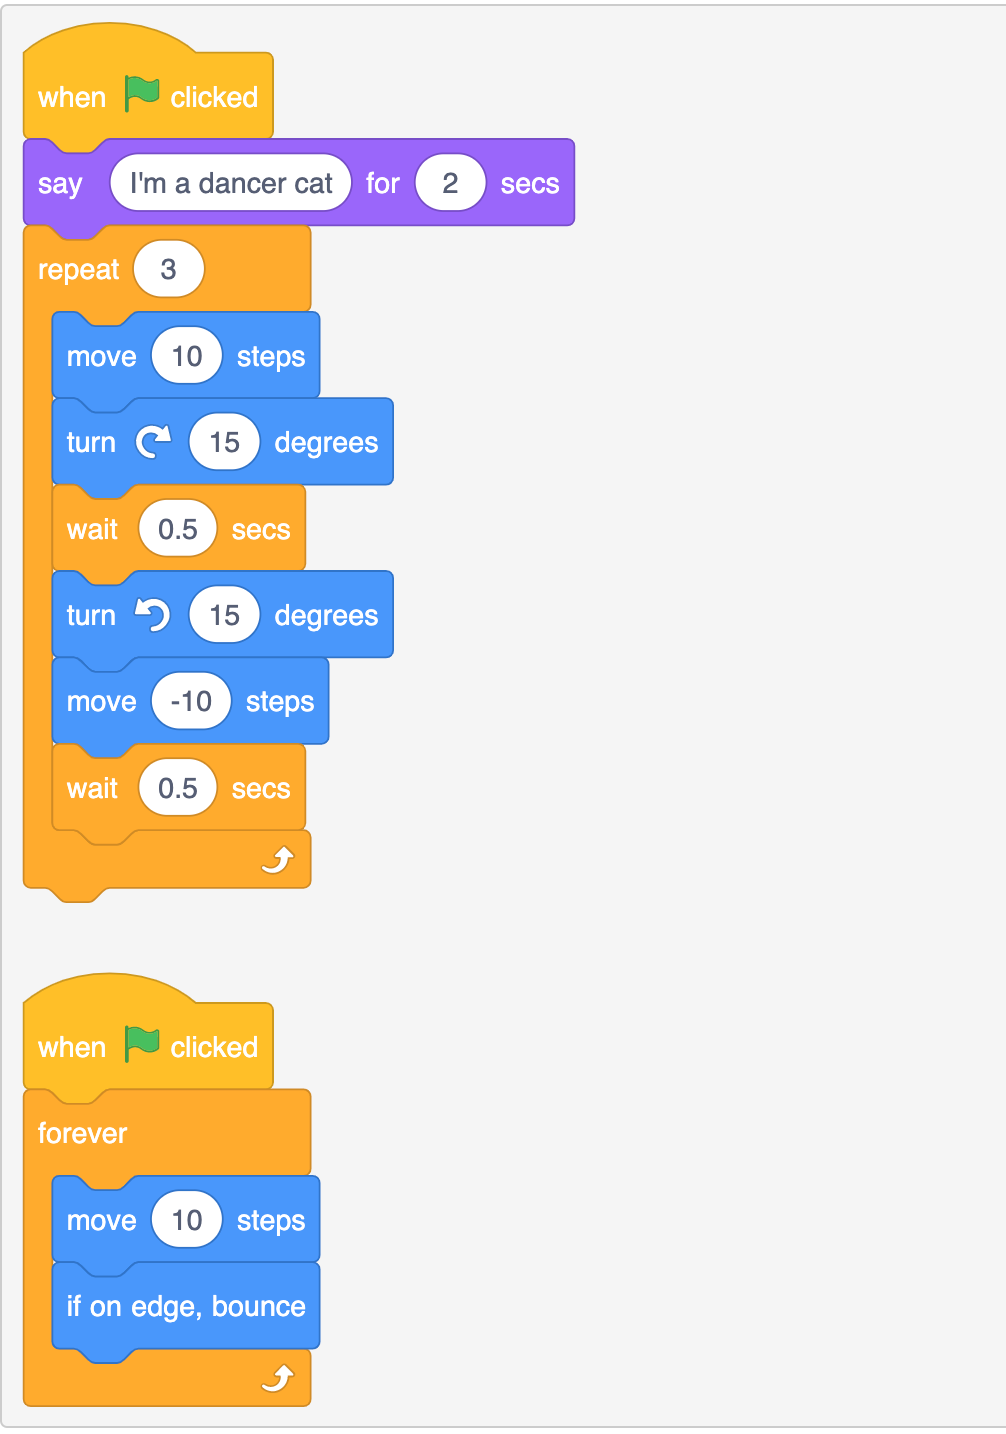 when clicked
say I'm a dancer cat for 2 secs
repeat 3
move 10 steps
turn 15 degrees
wait 0.5 secs
turn 15 degrees
move -10 steps
wait 0.5 secs
when clicked
forever
move 10 steps
if on edge, bounce